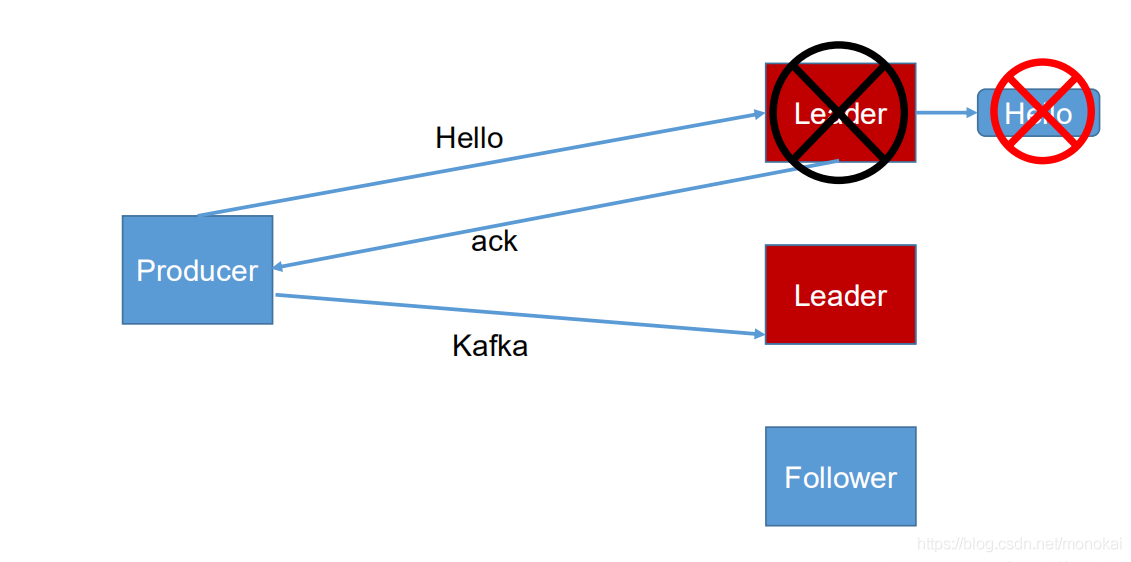 Leader
Hello
Hello
ack
Producer
Leader
Kafka
Follower
https://blog.csdn.net/monokai